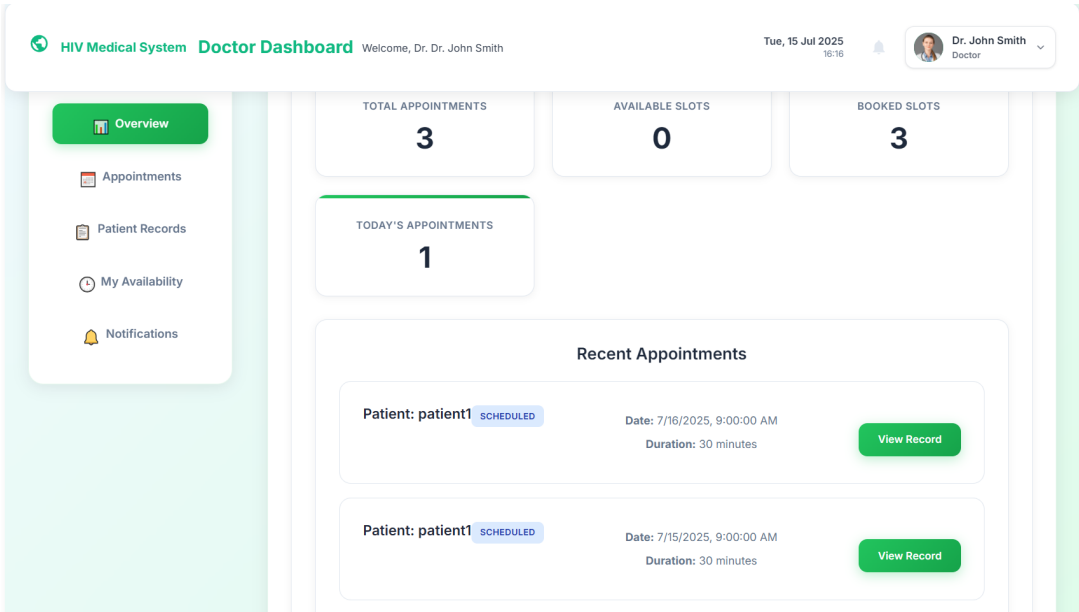 HIV Medical System Doctor Dashboard Welcome, Dr. Dr. John Smith
Tue, 15 Jul 2025
16:16
Dr. John Smith
Doctor
Overview
Appointments
Patient Records
My Availability
Notifications
TOTAL APPOINTMENTS
3
AVAILABLE SLOTS
0
BOOKED SLOTS
3
TODAY'S APPOINTMENTS
1
Recent Appointments
Patient: patient1 SCHEDULED
Date: 7/16/2025, 9:00:00 AM
Duration: 30 minutes
View Record
Patient: patient1 SCHEDULED
Date: 7/15/2025, 9:00:00 AM
Duration: 30 minutes
View Record